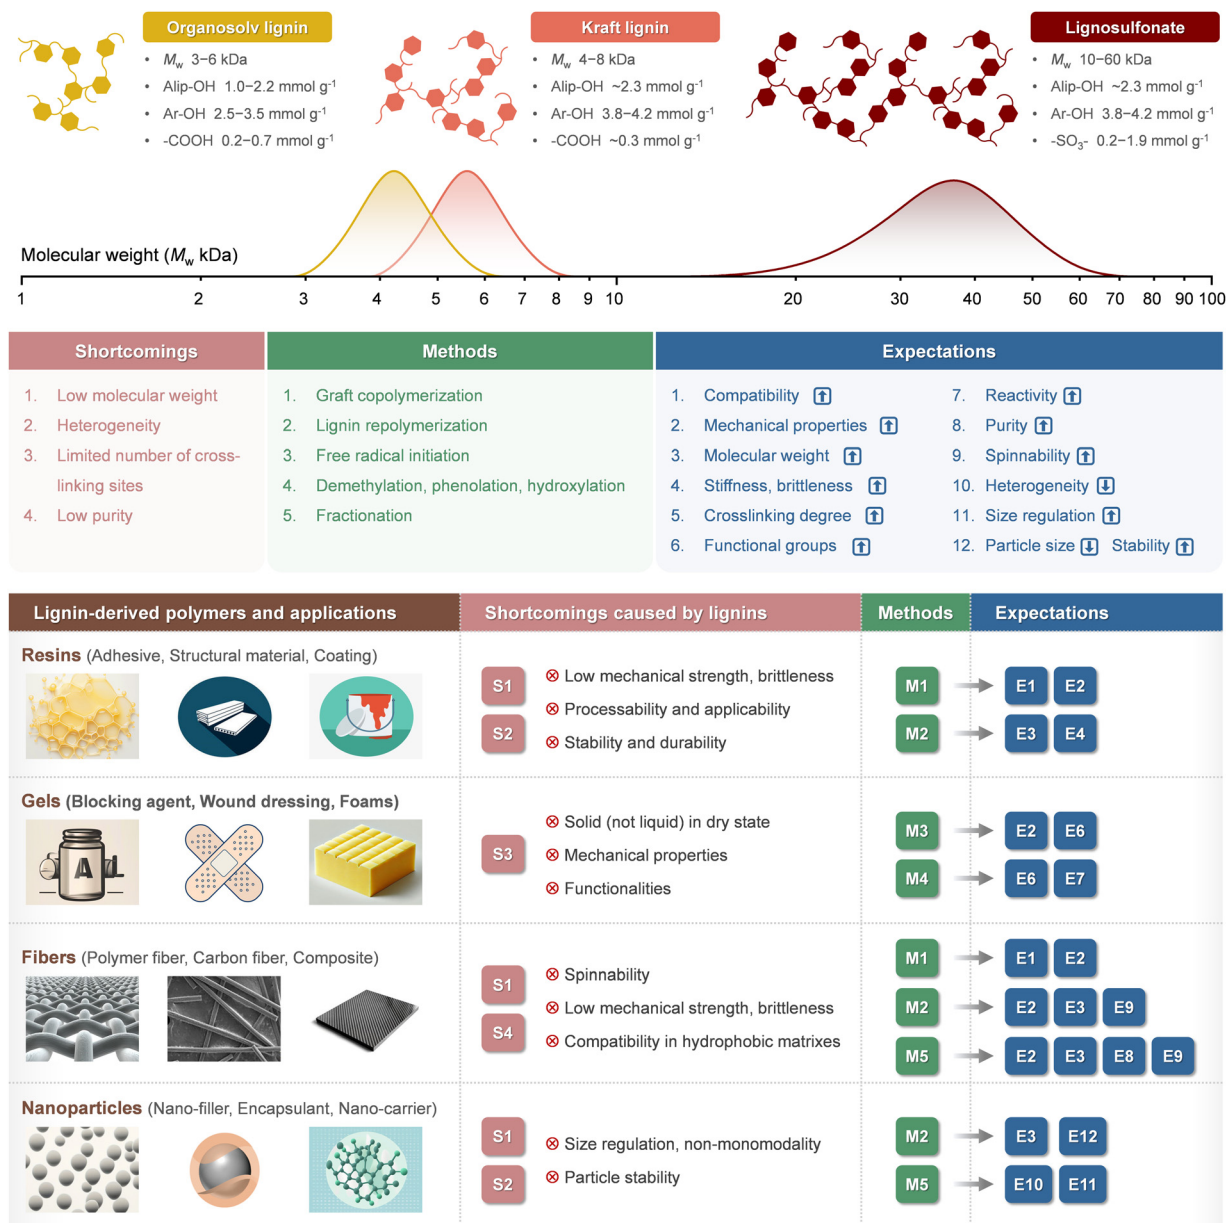 Organosolv lignin
• Mw 3−6 kDa
• Alip-OH 1.0−2.2 mmol g-1
• Ar-OH 2.5−3.5 mmol g-1
• -COOH 0.2−0.7 mmol g-1
Kraft lignin
• Mw 4−8 kDa
• Alip-OH ~2.3 mmol g-1
• Ar-OH 3.8−4.2 mmol g-1
• -COOH ~0.3 mmol g-1
Lignosulfonate
• Mw 10−60 kDa
• Alip-OH ~2.3 mmol g-1
• Ar-OH 3.8−4.2 mmol g-1
• -SO3- 0.2−1.9 mmol g-1
Molecular weight (Mw kDa)
1 2 3 4 5 6 7 8 9 10 20 30 40 50 60 70 80 90 100
Shortcomings
1. Low molecular weight
2. Heterogeneity
3. Limited number of cross-
linking sites
4. Low purity
Methods
1. Graft copolymerization
2. Lignin repolymerization
3. Free radical initiation
4. Demethylation, phenolation, hydroxylation
5. Fractionation
Expectations
1. Compatibility ⬆
2. Mechanical properties ⬆
3. Molecular weight ⬆
4. Stiffness, brittleness ⬆
5. Crosslinking degree ⬆
6. Functional groups ⬆
7. Reactivity ⬆
8. Purity ⬆
9. Spinnability ⬆
10. Heterogeneity ⬇
11. Size regulation ⬆
12. Particle size ⬇ Stability ⬆
Lignin-derived polymers and applications
Shortcomings caused by lignins
Methods
Expectations
Resins (Adhesive, Structural material, Coating)
S1
S2
⊗ Low mechanical strength, brittleness
⊗ Processability and applicability
⊗ Stability and durability
M1 → E1 E2
M2 → E3 E4
Gels (Blocking agent, Wound dressing, Foams)
A
S3
⊗ Solid (not liquid) in dry state
⊗ Mechanical properties
⊗ Functionalities
M3 → E2 E6
M4 → E6 E7
Fibers (Polymer fiber, Carbon fiber, Composite)
S1
S4
⊗ Spinnability
⊗ Low mechanical strength, brittleness
⊗ Compatibility in hydrophobic matrixes
M1 → E1 E2
M2 → E2 E3 E9
M5 → E2 E3 E8 E9
Nanoparticles (Nano-filler, Encapsulant, Nano-carrier)
S1
S2
⊗ Size regulation, non-monomodality
⊗ Particle stability
M2 → E3 E12
M5 → E10 E11